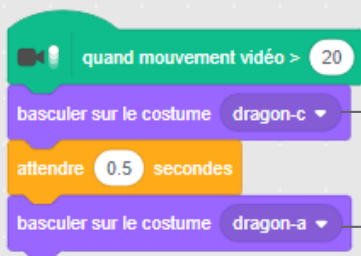 quand mouvement vidéo > 20
basculer sur le costume dragon-c
attendre 0.5 secondes
basculer sur le costume dragon-a